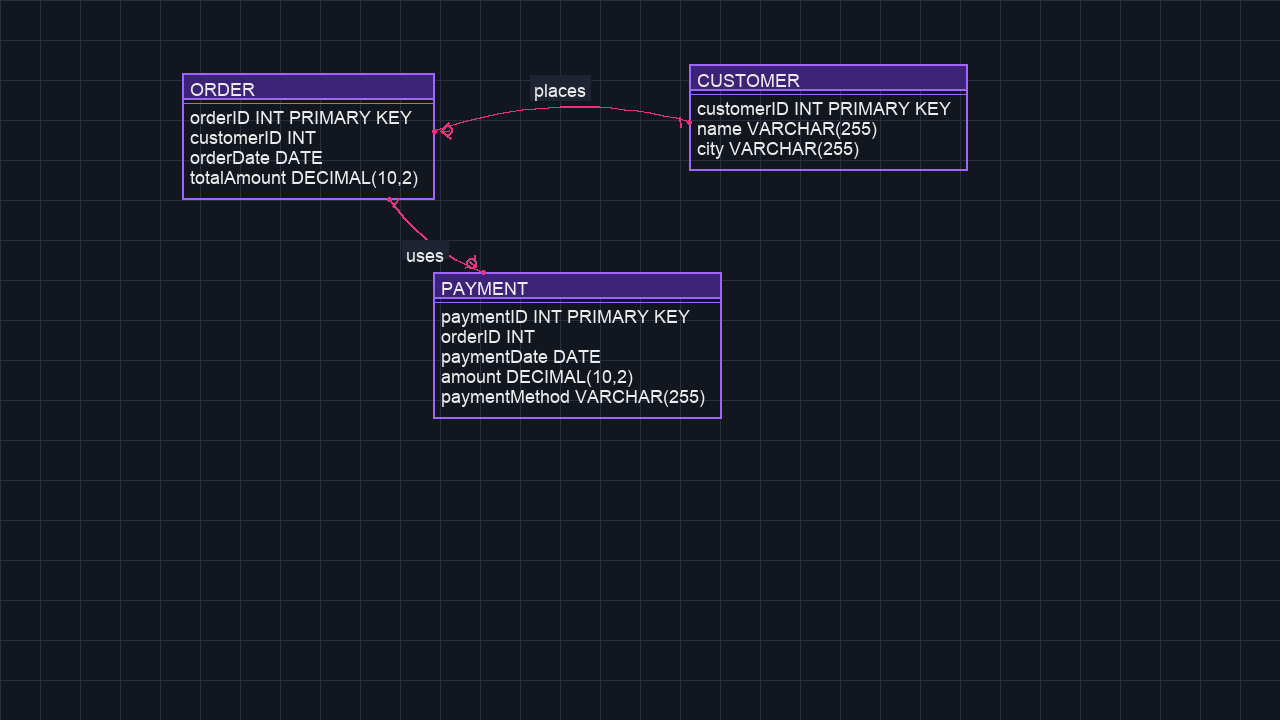 ORDER
orderID INT PRIMARY KEY
customerID INT
orderDate DATE
totalAmount DECIMAL(10,2)
places
CUSTOMER
customerID INT PRIMARY KEY
name VARCHAR(255)
city VARCHAR(255)
uses
PAYMENT
paymentID INT PRIMARY KEY
orderID INT
paymentDate DATE
amount DECIMAL(10,2)
paymentMethod VARCHAR(255)